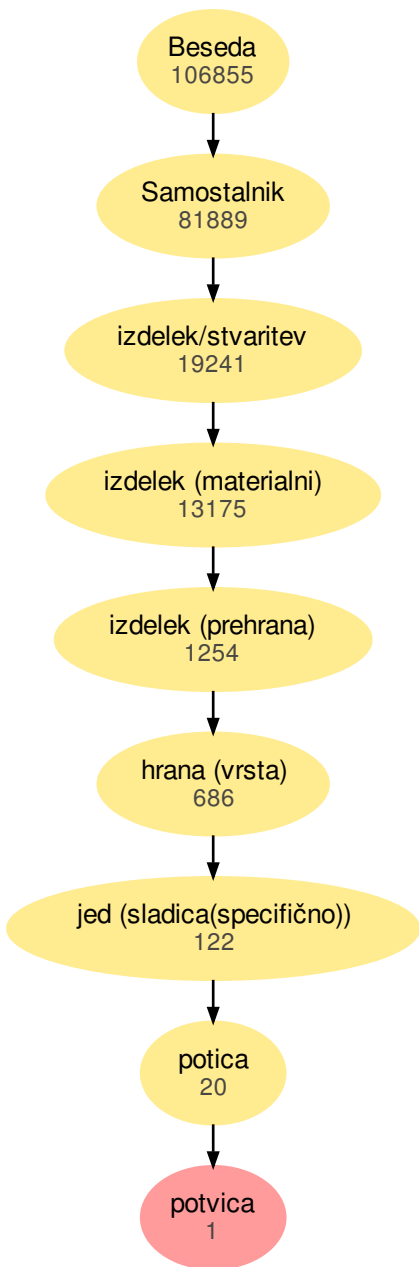 Beseda
106855
Samostalnik
81889
izdelek/stvaritev
19241
izdelek (materialni)
13175
izdelek (prehrana)
1254
hrana (vrsta)
686
jed (sladica(specifično))
122
potica
20
potvica
1